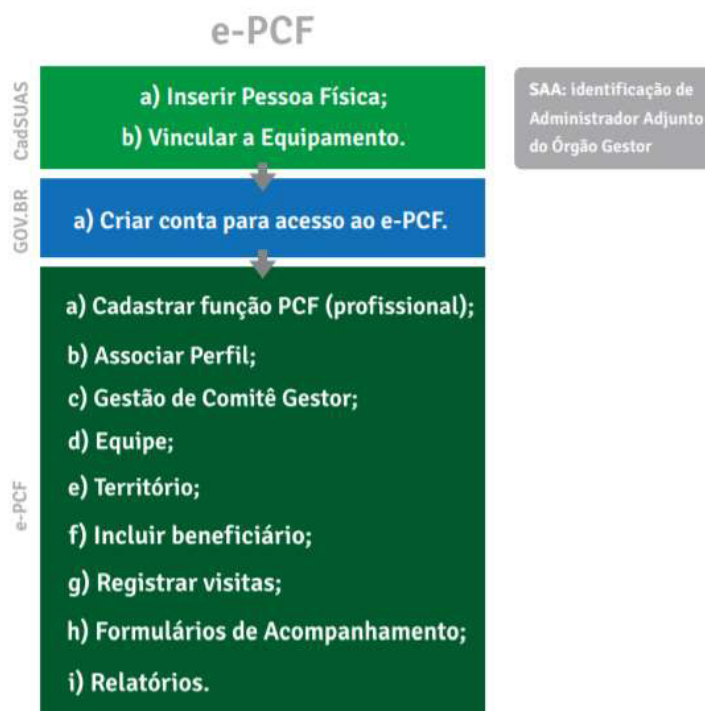 e-PCF
CadSUAS
a) Inserir Pessoa Física;
b) Vincular a Equipamento.
SAA: identificação de
Administrador Adjunto
do Órgão Gestor
GOV.BR
a) Criar conta para acesso ao e-PCF.
e-PCF
a) Cadastrar função PCF (profissional);
b) Associar Perfil;
c) Gestão de Comitê Gestor;
d) Equipe;
e) Território;
f) Incluir beneficiário;
g) Registrar visitas;
h) Formulários de Acompanhamento;
i) Relatórios.